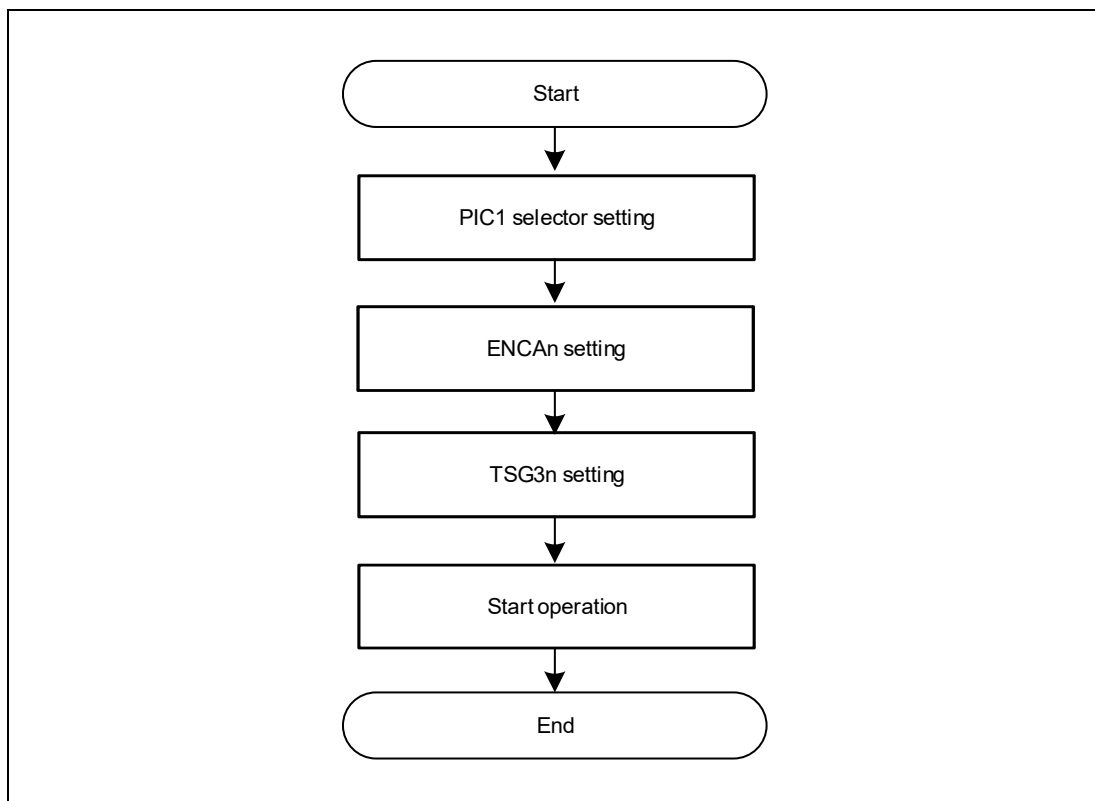 Start
PIC1 selector setting
ENCAn setting
TSG3n setting
Start operation
End